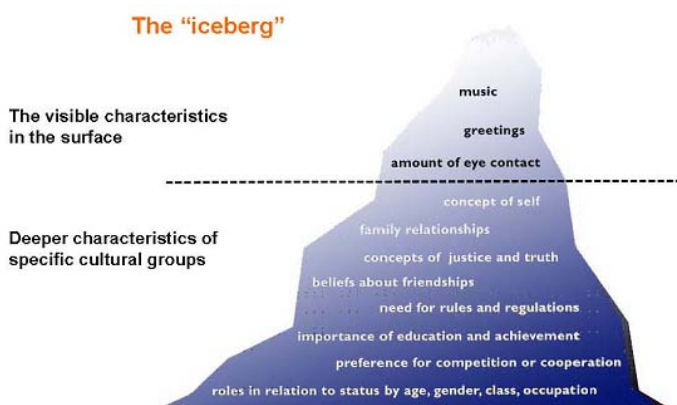 The “iceberg”
The visible characteristics
in the surface
music
greetings
amount of eye contact
Deeper characteristics of
specific cultural groups
concept of self
family relationships
concepts of justice and truth
beliefs about friendships
need for rules and regulations
importance of education and achievement
preference for competition or cooperation
roles in relation to status by age, gender, class, occupation